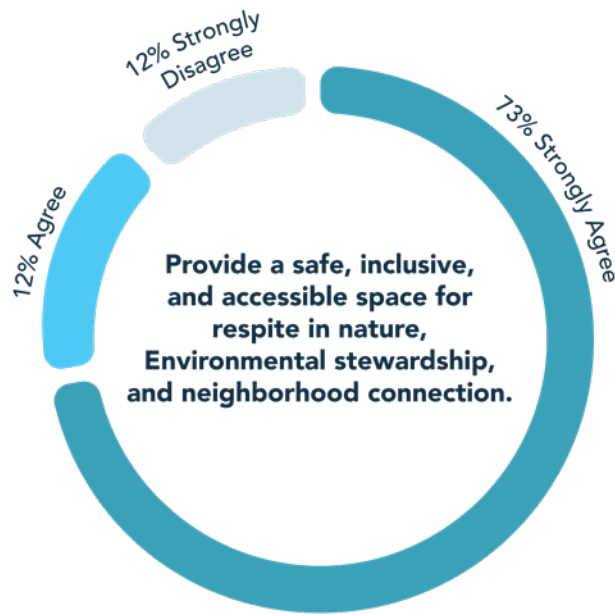 12% Strongly
Disagree
73% Strongly Agree
12% Agree
Provide a safe, inclusive,
and accessible space for
respite in nature,
Environmental stewardship,
and neighborhood connection.